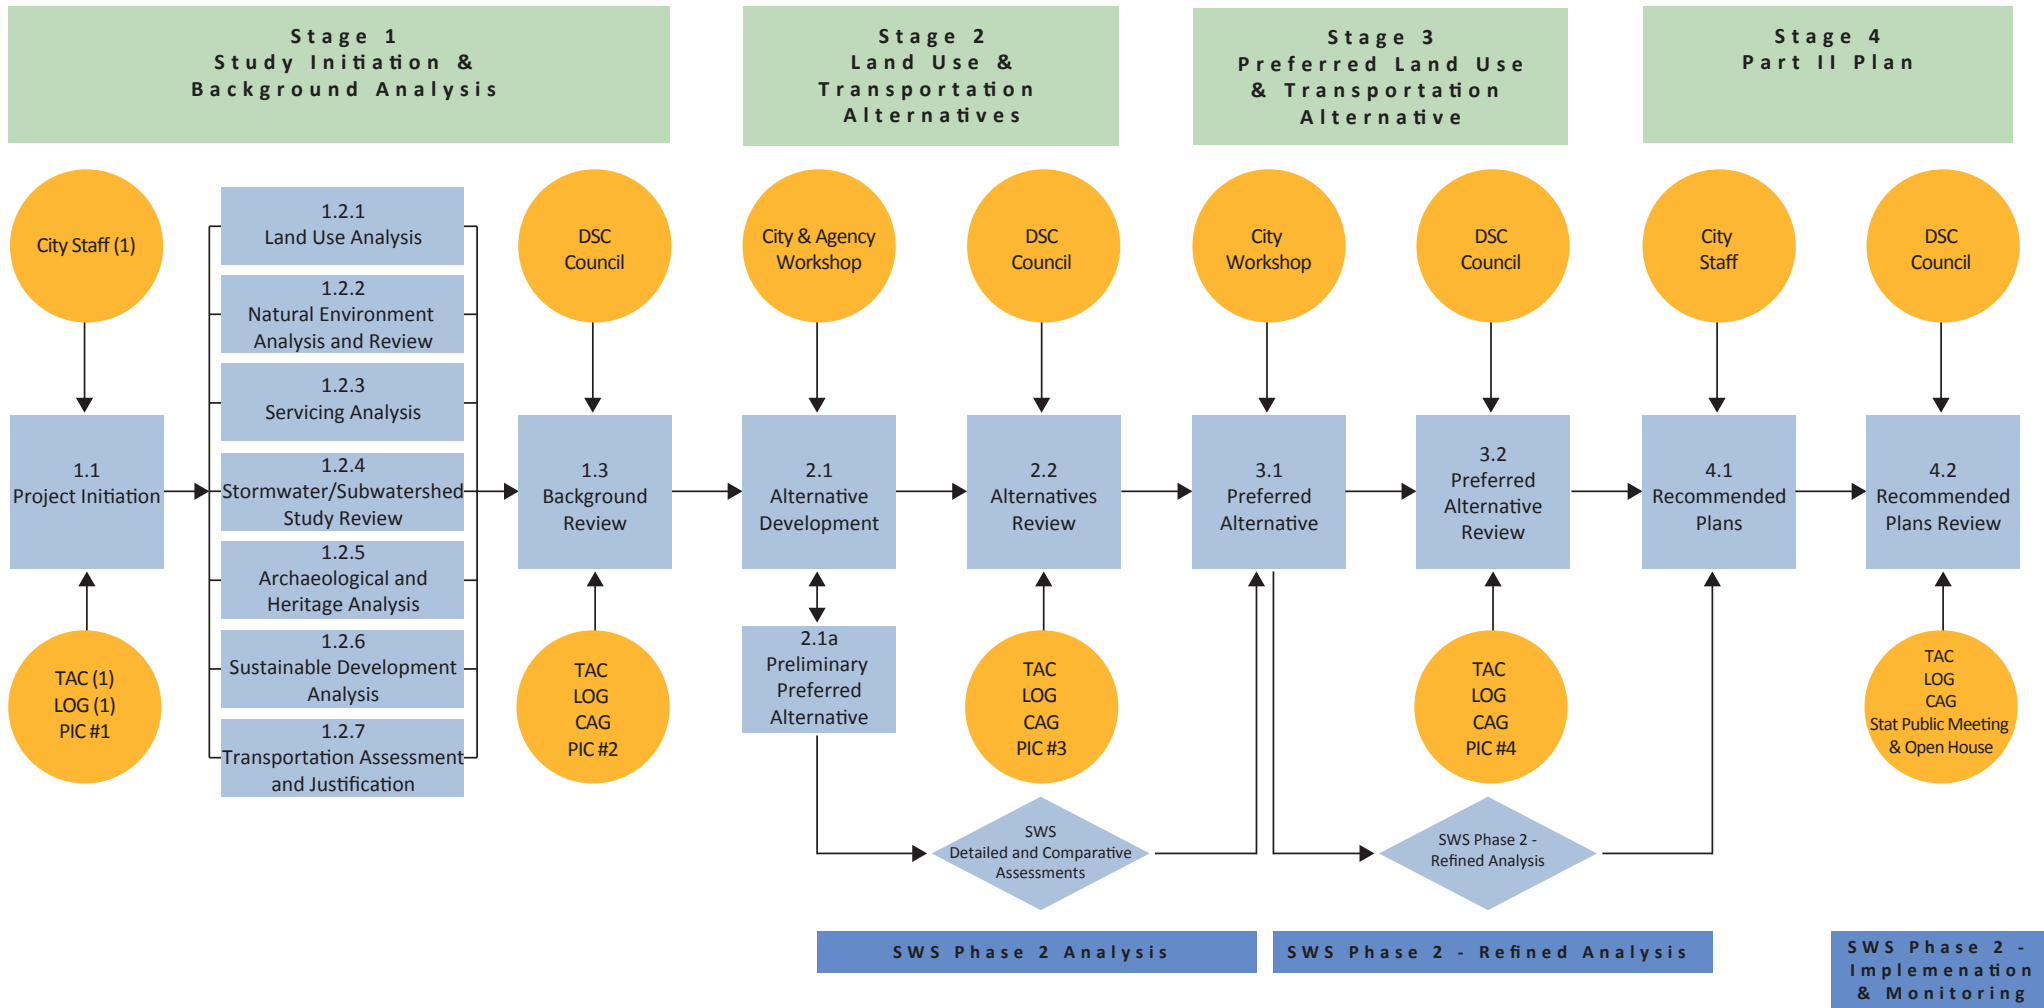 Stage 1
Study Initiation &
Background Analysis
Stage 2
Land Use &
Transportation
Alternatives
Stage 3
Preferred Land Use
& Transportation
Alternative
Stage 4
Part II Plan
City Staff (1)
1.2.1
Land Use Analysis
1.2.2
Natural Environment
Analysis and Review
1.2.3
Servicing Analysis
1.2.4
Stormwater/Subwatershed
Study Review
1.2.5
Archaeological and
Heritage Analysis
1.2.6
Sustainable Development
Analysis
1.2.7
Transportation Assessment
and Justification
DSC
Council
City & Agency
Workshop
DSC
Council
City
Workshop
DSC
Council
City
Staff
DSC
Council
1.1
Project Initiation
1.3
Background
Review
2.1
Alternative
Development
2.2
Alternatives
Review
3.1
Preferred
Alternative
3.2
Preferred
Alternative
Review
4.1
Recommended
Plans
4.2
Recommended
Plans Review
TAC (1)
LOG (1)
PIC #1
TAC
LOG
CAG
PIC #2
2.1a
Preliminary
Preferred
Alternative
TAC
LOG
CAG
PIC #3
TAC
LOG
CAG
PIC #4
TAC
LOG
CAG
Stat Public Meeting
& Open House
SWS
Detailed and Comparative
Assessments
SWS Phase 2 -
Refined Analysis
SWS Phase 2 Analysis
SWS Phase 2 - Refined Analysis
SWS Phase 2 -
Implemenation
& Monitoring